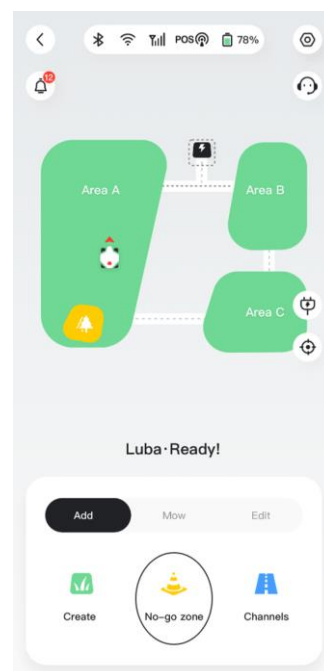 POS 78%
12
Area A
Area B
Area C
Luba·Ready!
Add Mow Edit
Create No-go zone Channels